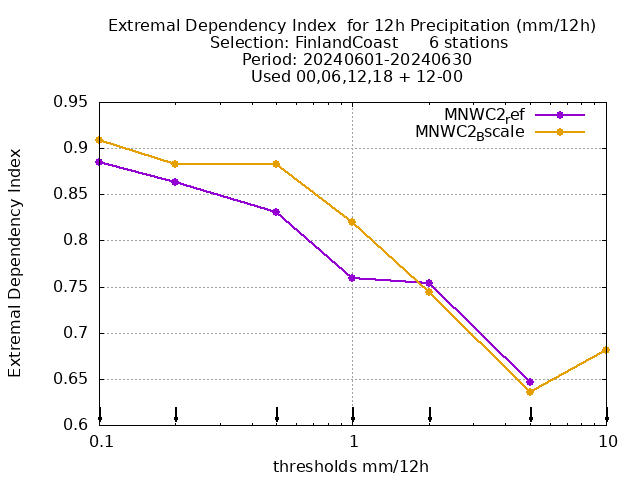 Extremal Dependency Index  for 12h Precipitation (mm/12h)
Selection: FinlandCoast      6 stations
Period: 20240601-20240630
Used 00,06,12,18 + 12-00
MNWC2ref
MNWC2Bscale
0.95
0.9
0.85
0.8
0.75
0.7
0.65
0.6
Extremal Dependency Index
0.1
1
10
thresholds mm/12h